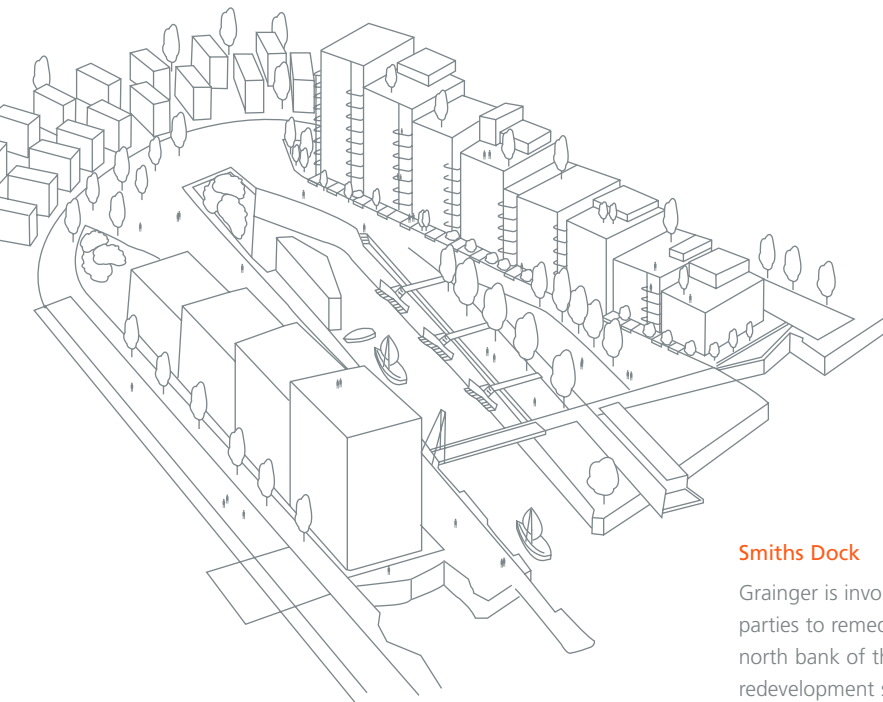 Smiths Dock
Grainger is invo
parties to remed
north bank of th
redevelopment s